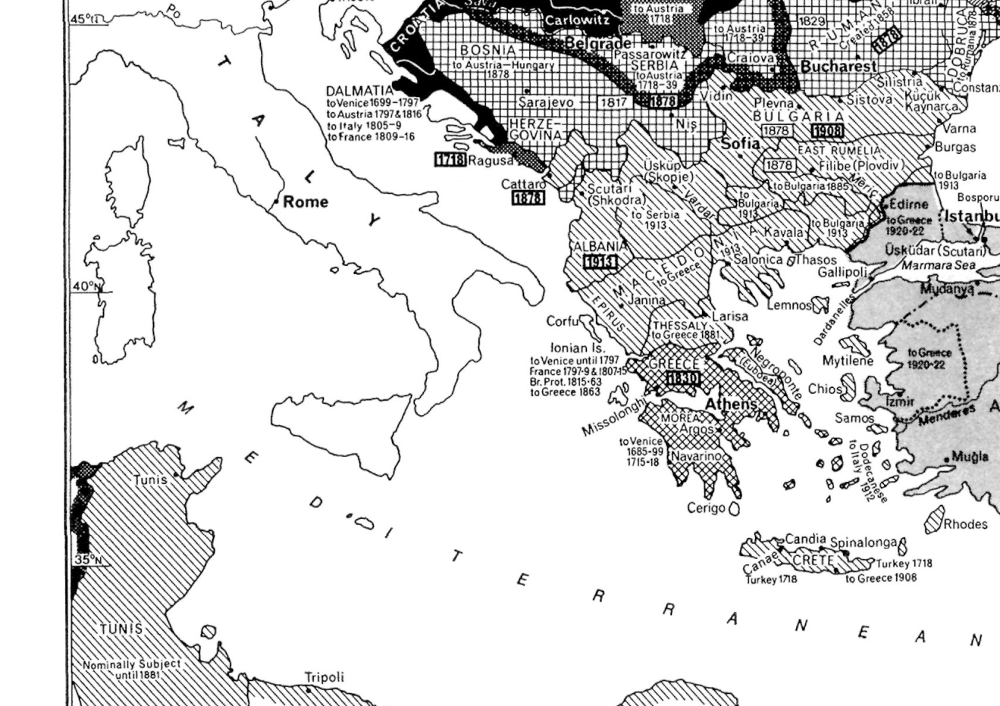 45°N
Po
CROATIA
Carlowitz
to Austria
1718
to Austria
1718-39
1829
RUMAN
Created 1858
1878
DOBRUCA
to Rumania 1878
BOSNIA
to Austria-Hungary
1878
Belgrade
Passarowitz
SERBIA
to Austria
1718-39
Craiova
Bucharest
Silistria
Constan
DALMATIA
to Venice 1699-1797
to Austria 1797 & 1816
to Italy 1805-9
to France 1809-16
Sarajevo
1817
1878
Vidin
Plevna
Sistova
Küçük
Kaynarca
Niş
BULGARIA
1878
1908
Varna
HERZE-
GOVINA
Sofia
EAST RUMELIA
Burgas
1718
Ragusa
Üsküp
(Skopje)
1878
Filibe (Plovdiv)
Meriç
to Bulgaria
1913
Cattaro
1878
Scutari
(Shkodra)
Vardar
to Bulgaria 1885
to
Bulgaria
1913
Edirne
to Greece
1920-22
Bosporu
Istanbu
ITALY
Rome
to Serbia
1913
Kavala
to Bulgaria
1913
ALBANIA
1913
MACEDONIA
to Greece
1913
Salonica
Thasos
Üsküdar (Scutari)
Marmara Sea
Gallipoli
40°N
Mudanya
EPIRUS
Janina
Larisa
Lemnos
Dardanelles
Corfu
THESSALY
to Greece 1881
Ionian Is.
to Venice until 1797
France 1797-9 & 1807-15
Br. Prot. 1815-63
to Greece 1863
GREECE
1830
Negroponte
(Euboea)
Mytilene
to Greece
1920-22
Chios
Izmir
Missolonghi
Athens
Samos
Menderes
A
MOREA
Argos
to Venice
1685-99
1715-18
Navarino
Dodecanese
to Italy 1912
Muğla
Tunis
Cerigo
Rhodes
MEDITERRANEAN
35°N
Candia
Spinalonga
Canae
CRETE
Turkey 1718
Turkey 1718
to Greece 1908
TUNIS
Nominally Subject
until 1881
Tripoli